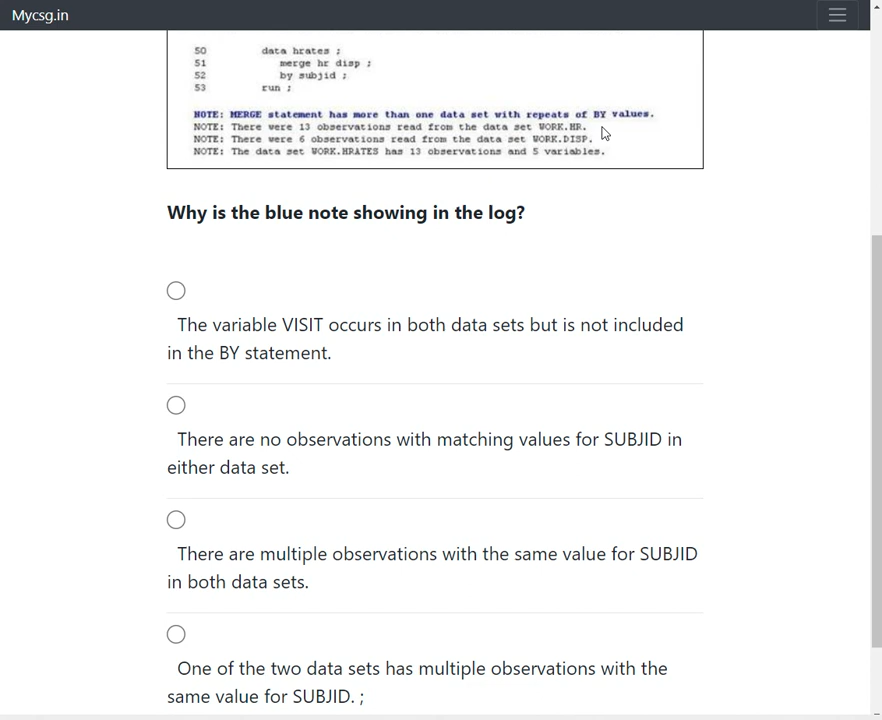 Mycsg.in
50 data hrates ;
51 merge hr disp ;
52 by subjid ;
53 run ;
NOTE: MERGE statement has more than one data set with repeats of BY values.
NOTE: There were 13 observations read from the data set WORK.HR.
NOTE: There were 6 observations read from the data set WORK.DISP.
NOTE: The data set WORK.HRATES has 13 observations and 5 variables.
Why is the blue note showing in the log?
The variable VISIT occurs in both data sets but is not included
in the BY statement.
There are no observations with matching values for SUBJID in
either data set.
There are multiple observations with the same value for SUBJID
in both data sets.
One of the two data sets has multiple observations with the
same value for SUBJID. ;